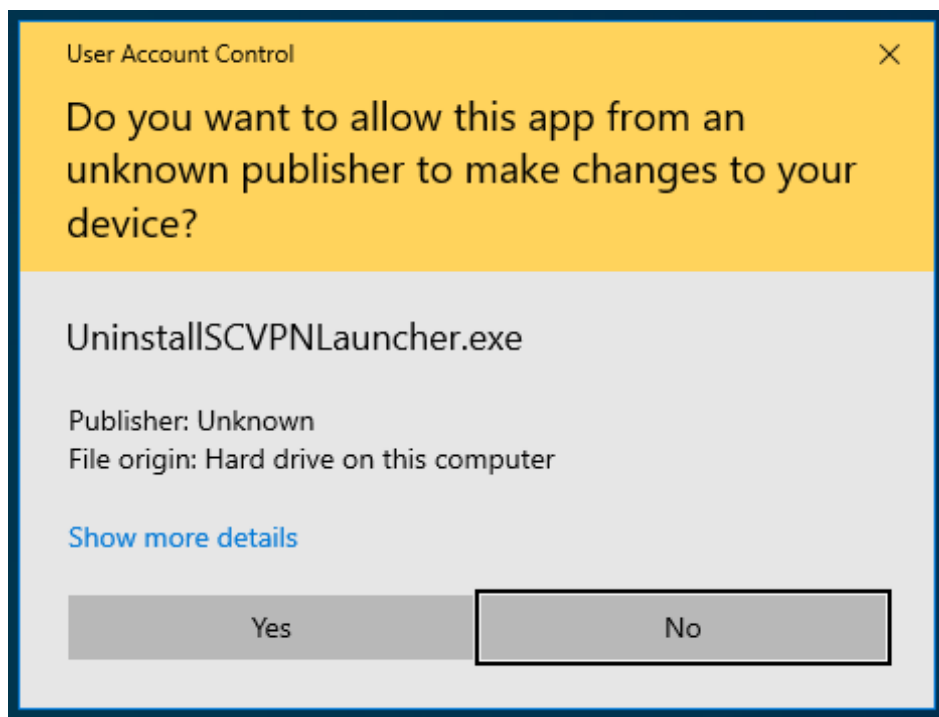 User Account Control
Do you want to allow this app from an
unknown publisher to make changes to your
device?
UninstallSCVPNLauncher.exe
Publisher: Unknown
File origin: Hard drive on this computer
Show more details
Yes
No